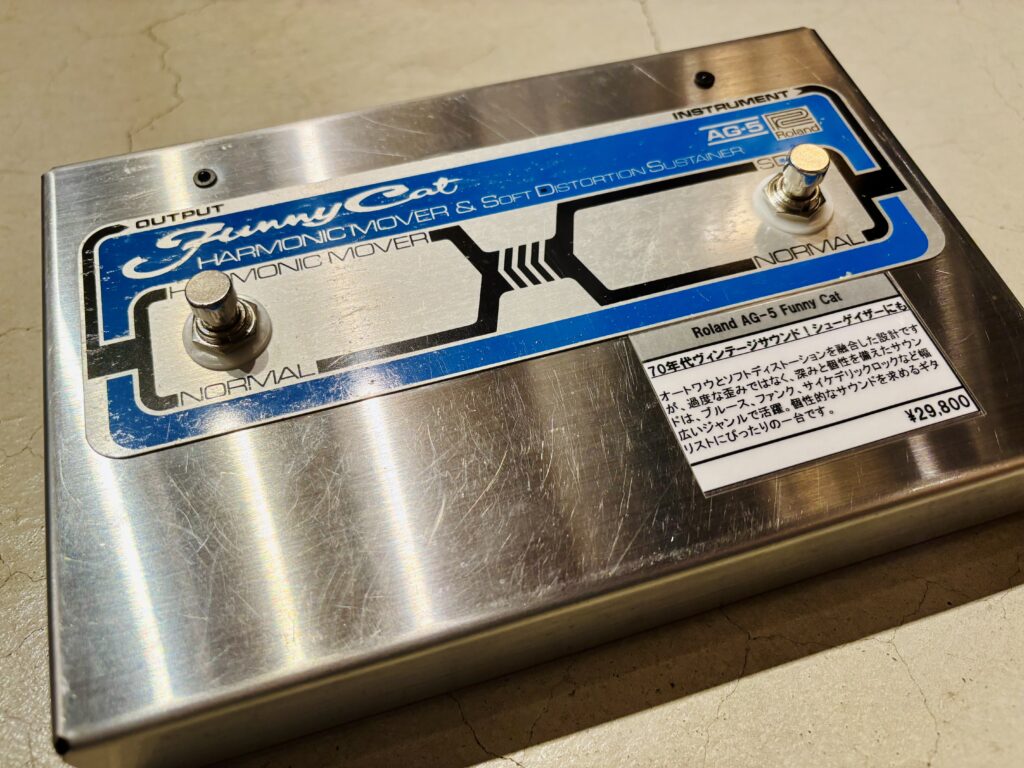 INSTRUMENT
AG-5
Roland
OUTPUT
Funny Cat
HARMONIC MOVER & SOFT DISTORTION SUSTAINER
HARMONIC MOVER
NORMAL
NORMAL
Roland AG-5 Funny Cat
70年代ヴィンテージサウンド！シューゲイザーにも
オートワウとソフトディストーションを融合した設計です
が、過度な歪みではなく、深みと個性を備えたサウン
ドは、ブルース、ファンク、サイケデリックロックなど幅
広いジャンルで活躍。個性的なサウンドを求めるギタ
リストにぴったりの一台です。
¥29,800